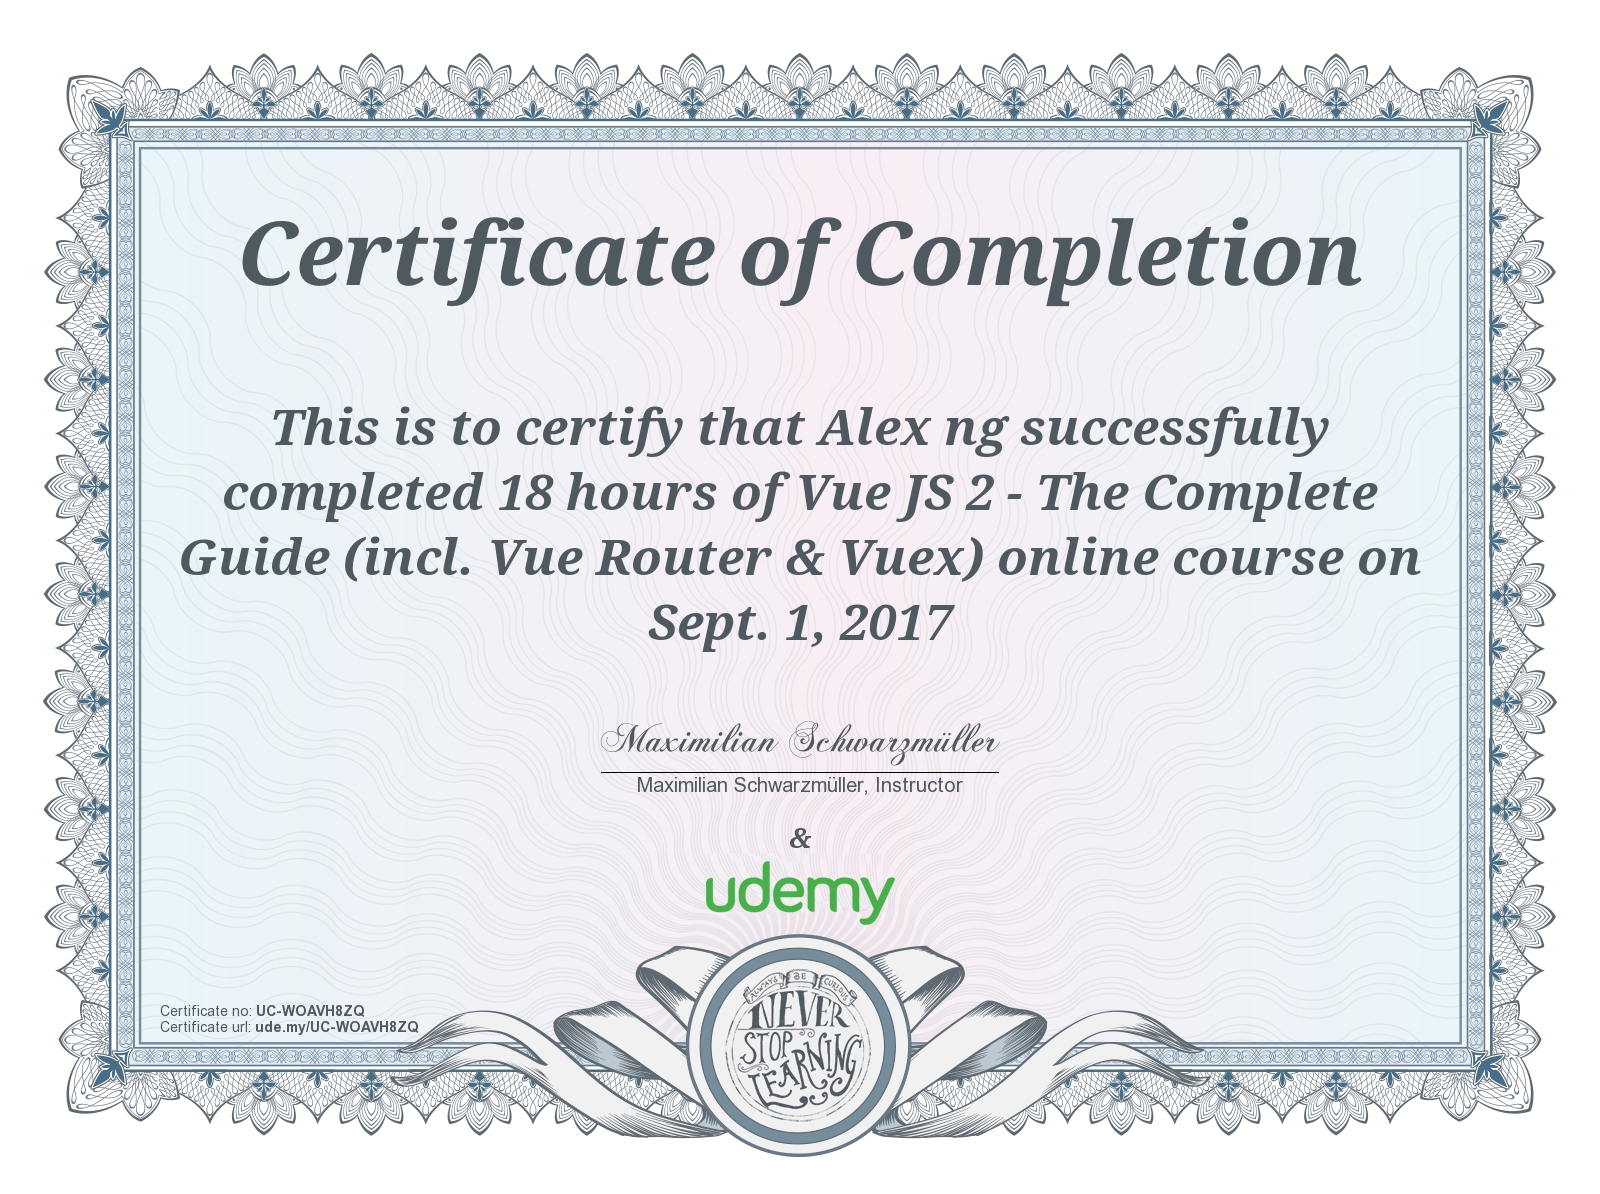 Certificate of Completion
This is to certify that Alex ng successfully
completed 18 hours of Vue JS 2 - The Complete
Guide (incl. Vue Router & Vuex) online course on
Sept. 1, 2017
Maximilian Schwarzmüller
Maximilian Schwarzmüller, Instructor
&
udemy
Certificate no: UC-WOAVH8ZQ
Certificate url: ude.my/UC-WOAVH8ZQ
ALWAYS BE CURIOUS
NEVER
STOP
LEARNING